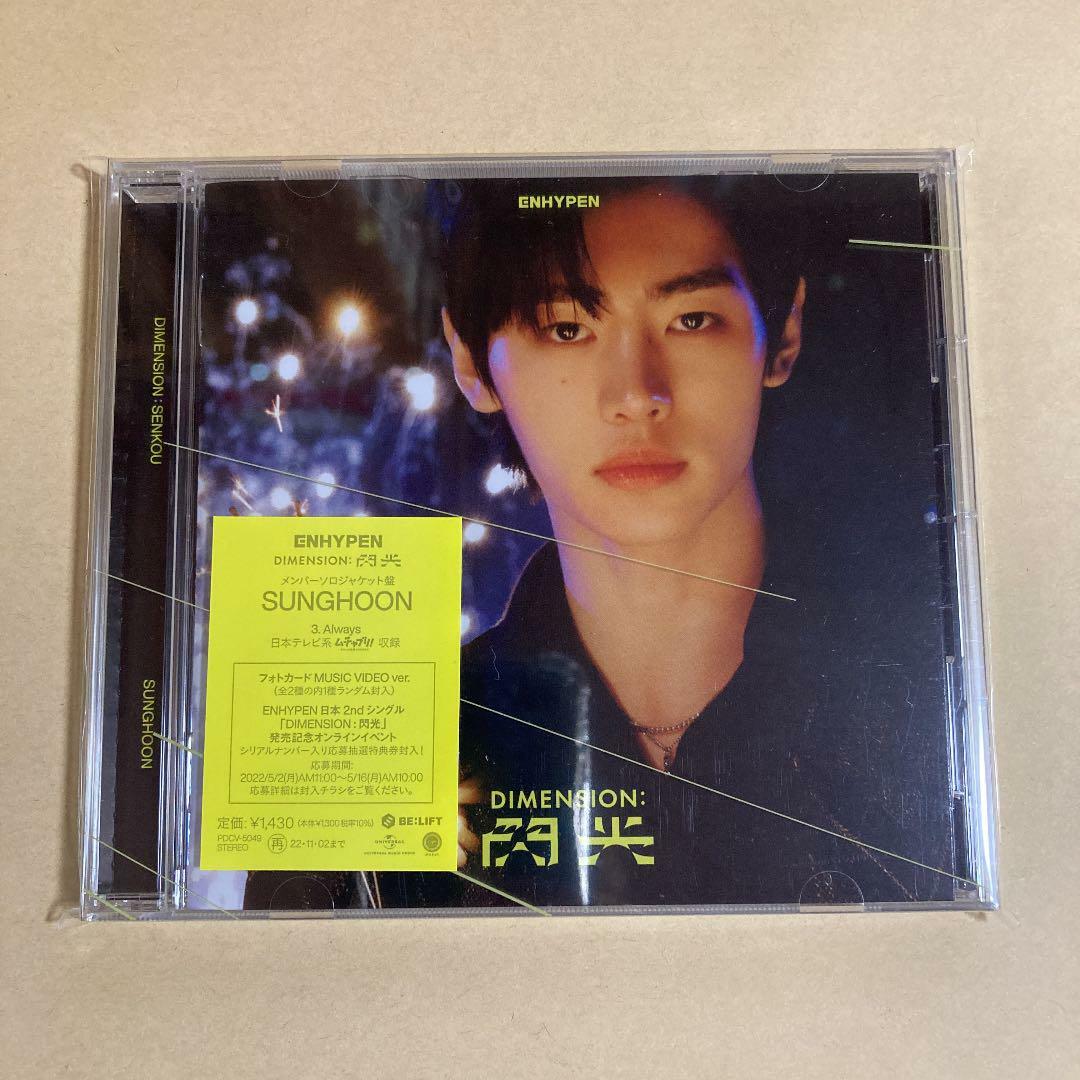 ENHYPEN
DIMENSION : SENKOU
SUNGHOON
ENHYPEN
DIMENSION: 閃光
メンバーソロジャケット盤
SUNGHOON
3. Always
日本テレビ系 ムチャブリ! 収録
フォトカード MUSIC VIDEO ver.
(全2種の内1種ランダム封入)
ENHYPEN 日本 2nd シングル
「DIMENSION : 閃光」
発売記念オンラインイベント
シリアルナンバー入り応募抽選特典券封入!
応募期間:
2022/5/2(月)AM11:00〜5/16(月)AM10:00
応募詳細は封入チラシをご覧ください。
定価: ¥1,430 (本体¥1,300 税率10%)
PDCV-5049
STEREO
再 22・11・02まで
BE:LIFT
UNIVERSAL
UNIVERSAL MUSIC GROUP
DIMENSION:
閃光